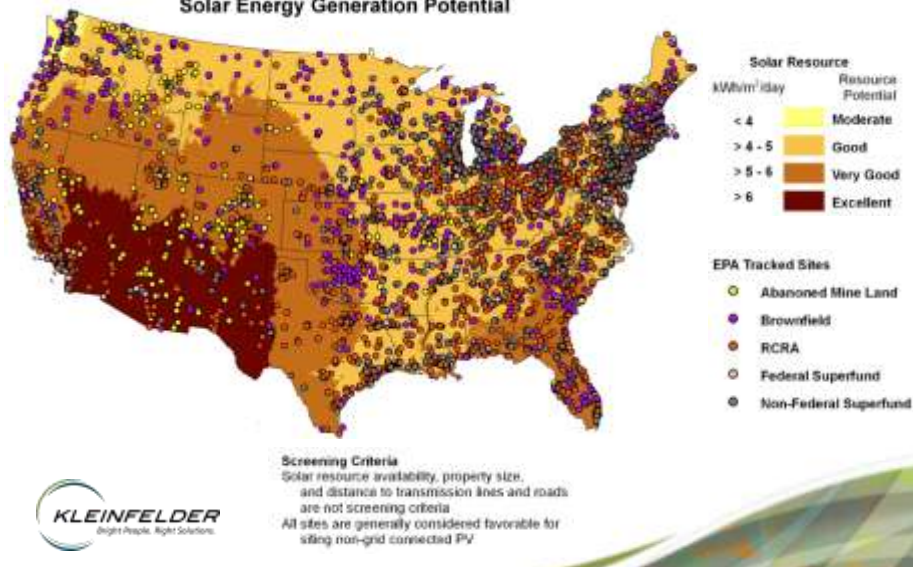 Solar Energy Generation Potential
Solar Resource
kWh/m²/day
Resource
Potential
< 4 Moderate
> 4 - 5 Good
> 5 - 6 Very Good
> 6 Excellent
EPA Tracked Sites
Abanoned Mine Land
Brownfield
RCRA
Federal Superfund
Non-Federal Superfund
Screening Criteria
Solar resource availability, property size,
and distance to transmission lines and roads
are not screening criteria
All sites are generally considered favorable for
siting non-grid connected PV
KLEINFELDER
Bright People. Right Solutions.